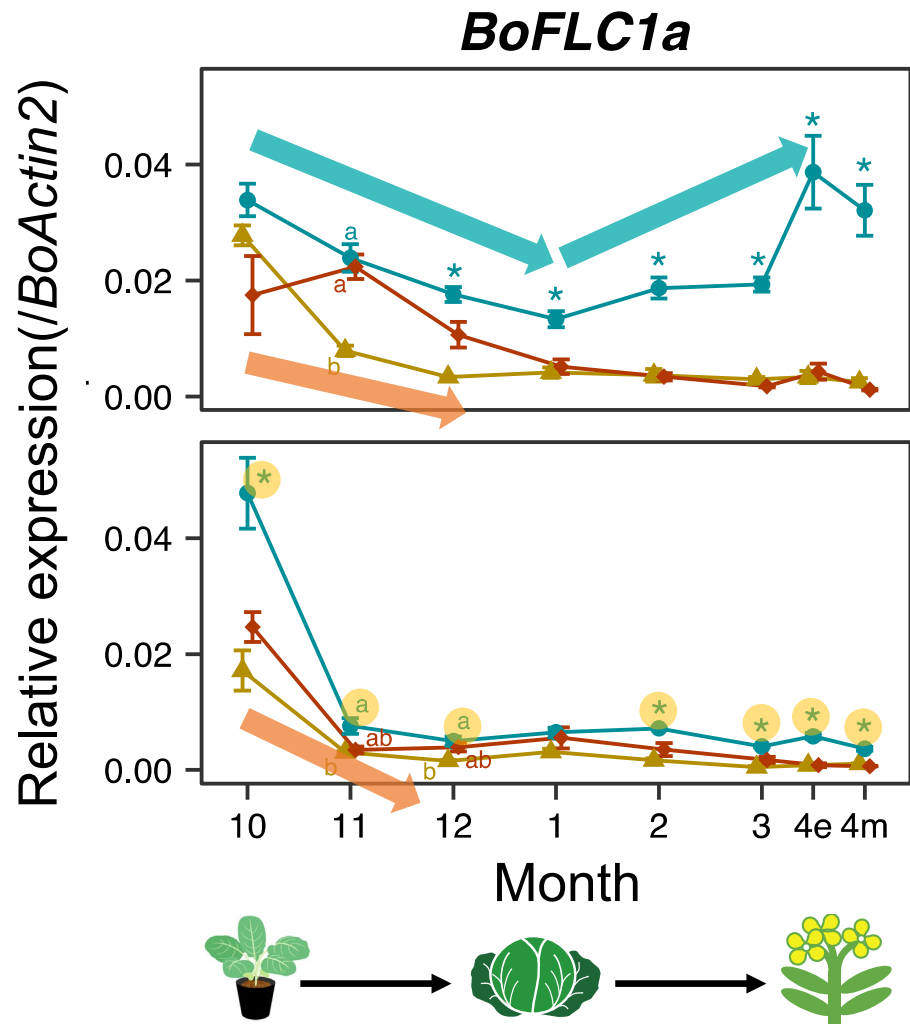 BoFLC1a
Relative expression(/BoActin2)
0.04
a
*
*
*
*
*
*
0.02
a
b
0.00
*
0.04
0.02
a
a
*
*
*
*
ab
b
b
ab
0.00
10 11 12 1 2 3 4e 4m
Month